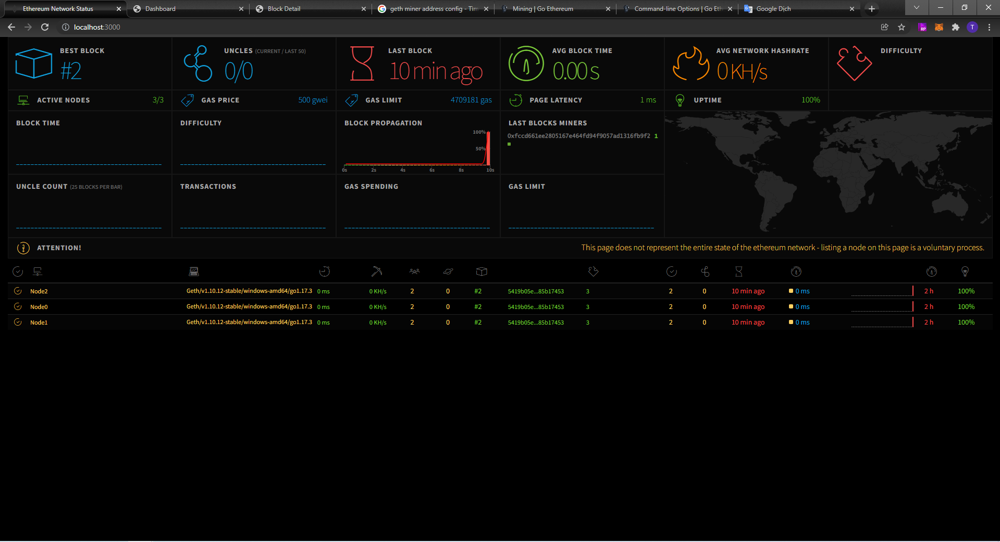 Ethereum Network Status
Dashboard
Block Detail
geth miner address config - Tìm
Mining | Go Ethereum
Command-line Options | Go Eth
Google Dịch
localhost:3000
RP
T
BEST BLOCK
#2
UNCLES (CURRENT / LAST 50)
0/0
LAST BLOCK
10 min ago
AVG BLOCK TIME
0.00 s
AVG NETWORK HASHRATE
0 KH/s
DIFFICULTY
ACTIVE NODES 3/3
GAS PRICE 500 gwei
GAS LIMIT 4709181 gas
PAGE LATENCY 1 ms
UPTIME 100%
BLOCK TIME
DIFFICULTY
BLOCK PROPAGATION
100%
50%
0s 2s 4s 6s 8s 10s
LAST BLOCKS MINERS
0xfccd661ee2805167e464fd94f9057ad1316fb9f2 1
UNCLE COUNT (25 BLOCKS PER BAR)
TRANSACTIONS
GAS SPENDING
GAS LIMIT
ATTENTION!
This page does not represent the entire state of the ethereum network - listing a node on this page is a voluntary process.
Node2 Geth/v1.10.12-stable/windows-amd64/go1.17.3 0 ms 0 KH/s 2 0 #2 5419b05e...85b17453 3 2 0 10 min ago 0 ms 2 h 100%
Node0 Geth/v1.10.12-stable/windows-amd64/go1.17.3 0 ms 0 KH/s 2 0 #2 5419b05e...85b17453 3 2 0 10 min ago 0 ms 2 h 100%
Node1 Geth/v1.10.12-stable/windows-amd64/go1.17.3 0 ms 0 KH/s 2 0 #2 5419b05e...85b17453 3 2 0 10 min ago 0 ms 2 h 100%